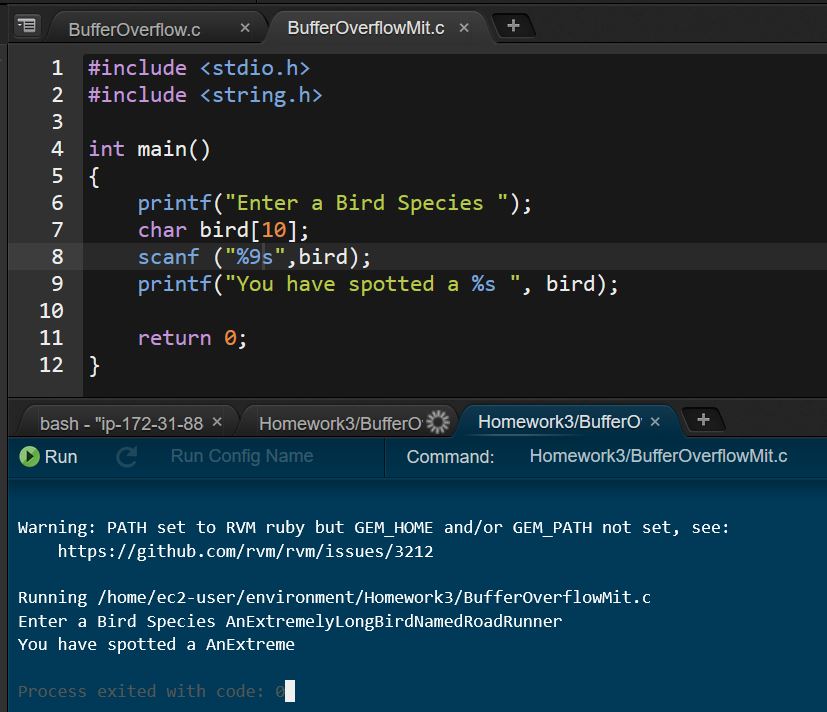 BufferOverflow.c × BufferOverflowMit.c × +
1 #include <stdio.h>
2 #include <string.h>
3
4 int main()
5 {
6 printf("Enter a Bird Species ");
7 char bird[10];
8 scanf ("%9s",bird);
9 printf("You have spotted a %s ", bird);
10
11 return 0;
12 }
bash - "ip-172-31-88 × Homework3/BufferO Homework3/BufferO × +
Run Run Config Name Command: Homework3/BufferOverflowMit.c
Warning: PATH set to RVM ruby but GEM_HOME and/or GEM_PATH not set, see:
https://github.com/rvm/rvm/issues/3212
Running /home/ec2-user/environment/Homework3/BufferOverflowMit.c
Enter a Bird Species AnExtremelyLongBirdNamedRoadRunner
You have spotted a AnExtreme
Process exited with code: 0